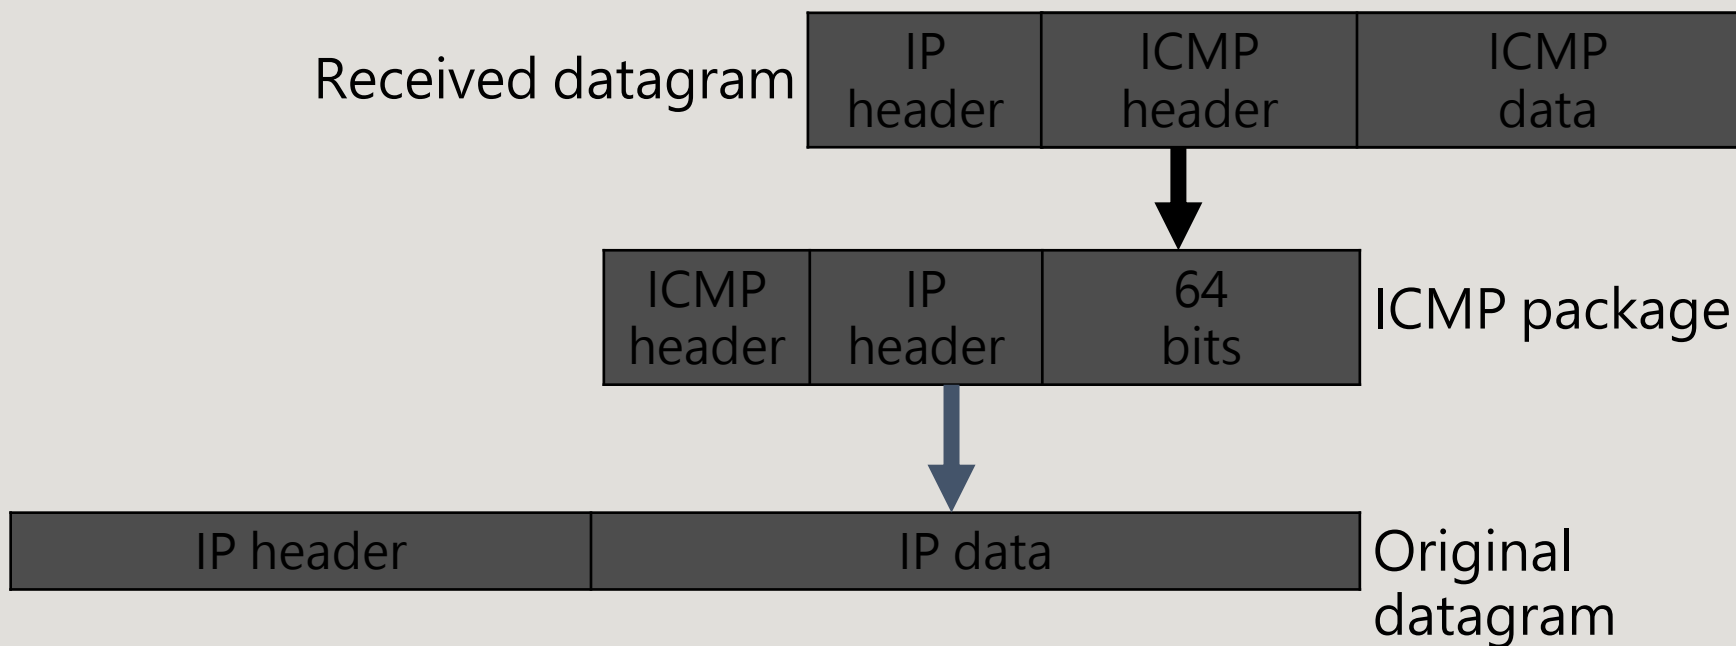 Received datagram
IP
header
ICMP
header
ICMP
data
ICMP
header
IP
header
64
bits
ICMP package
IP header
IP data
Original
datagram